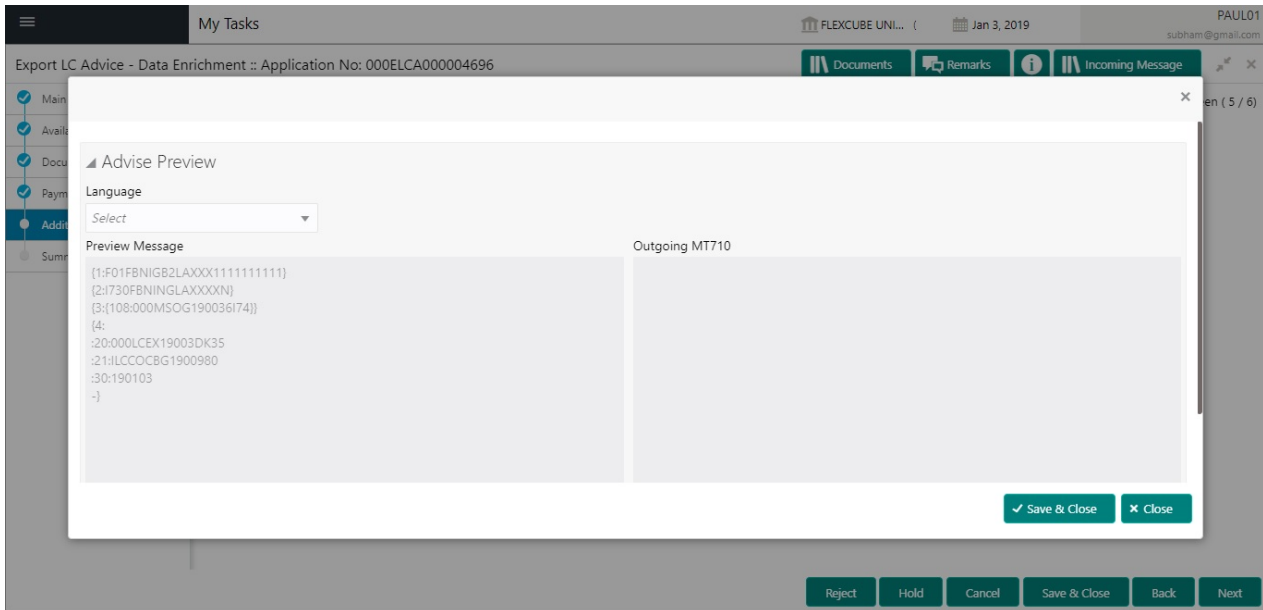 My Tasks
FLEXCUBE UNI... (
Jan 3, 2019
PAUL01
subham@gmail.com
Export LC Advice - Data Enrichment :: Application No: 000ELCA000004696
Documents
Remarks
Incoming Message
Main
Availa
Docu
Paym
Addit
Summ
en ( 5 / 6)
Advise Preview
Language
Select
Preview Message
Outgoing MT710
{1:F01FBNIGB2LAXXX1111111111}
{2:I730FBNINGLAXXXXN}
{3:{108:000MSOG190036I74}}
{4:
:20:000LCEX19003DK35
:21:ILCCOCBG1900980
:30:190103
-}
Save & Close
Close
Reject
Hold
Cancel
Save & Close
Back
Next